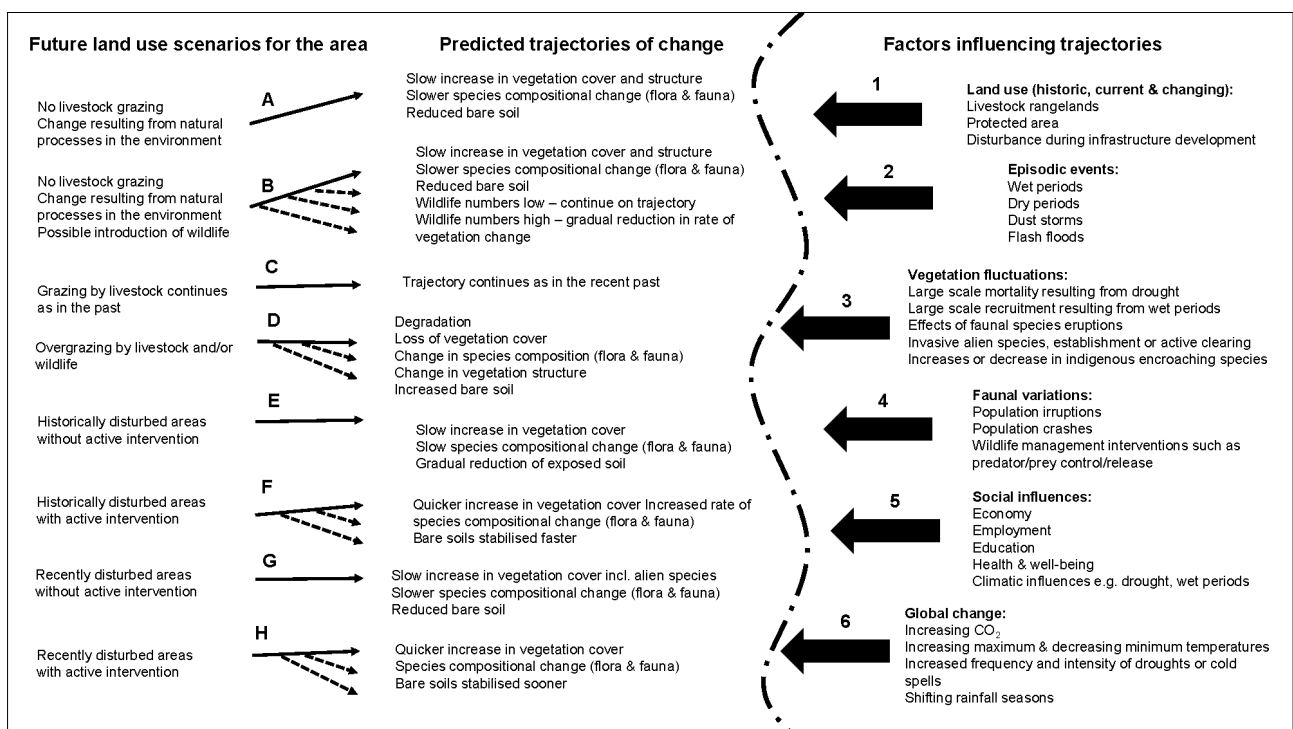 Future land use scenarios for the area
No livestock grazing
Change resulting from natural
processes in the environment
A
No livestock grazing
Change resulting from natural
processes in the environment
Possible introduction of wildlife
B
Grazing by livestock continues
as in the past
C
Overgrazing by livestock and/or
wildlife
D
Historically disturbed areas
without active intervention
E
Historically disturbed areas
with active intervention
F
Recently disturbed areas
without active intervention
G
Recently disturbed areas
with active intervention
H
Predicted trajectories of change
Slow increase in vegetation cover and structure
Slower species compositional change (flora & fauna)
Reduced bare soil
Slow increase in vegetation cover and structure
Slower species compositional change (flora & fauna)
Reduced bare soil
Wildlife numbers low – continue on trajectory
Wildlife numbers high – gradual reduction in rate of
vegetation change
Trajectory continues as in the recent past
Degradation
Loss of vegetation cover
Change in species composition (flora & fauna)
Change in vegetation structure
Increased bare soil
Slow increase in vegetation cover
Slow species compositional change (flora & fauna)
Gradual reduction of exposed soil
Quicker increase in vegetation cover Increased rate of
species compositional change (flora & fauna)
Bare soils stabilised faster
Slow increase in vegetation cover incl. alien species
Slower species compositional change (flora & fauna)
Reduced bare soil
Quicker increase in vegetation cover
Species compositional change (flora & fauna)
Bare soils stabilised sooner
Factors influencing trajectories
1
Land use (historic, current & changing):
Livestock rangelands
Protected area
Disturbance during infrastructure development
2
Episodic events:
Wet periods
Dry periods
Dust storms
Flash floods
3
Vegetation fluctuations:
Large scale mortality resulting from drought
Large scale recruitment resulting from wet periods
Effects of faunal species eruptions
Invasive alien species, establishment or active clearing
Increases or decrease in indigenous encroaching species
4
Faunal variations:
Population irruptions
Population crashes
Wildlife management interventions such as
predator/prey control/release
5
Social influences:
Economy
Employment
Education
Health & well-being
Climatic influences e.g. drought, wet periods
6
Global change:
Increasing CO₂
Increasing maximum & decreasing minimum temperatures
Increased frequency and intensity of droughts or cold
spells
Shifting rainfall seasons